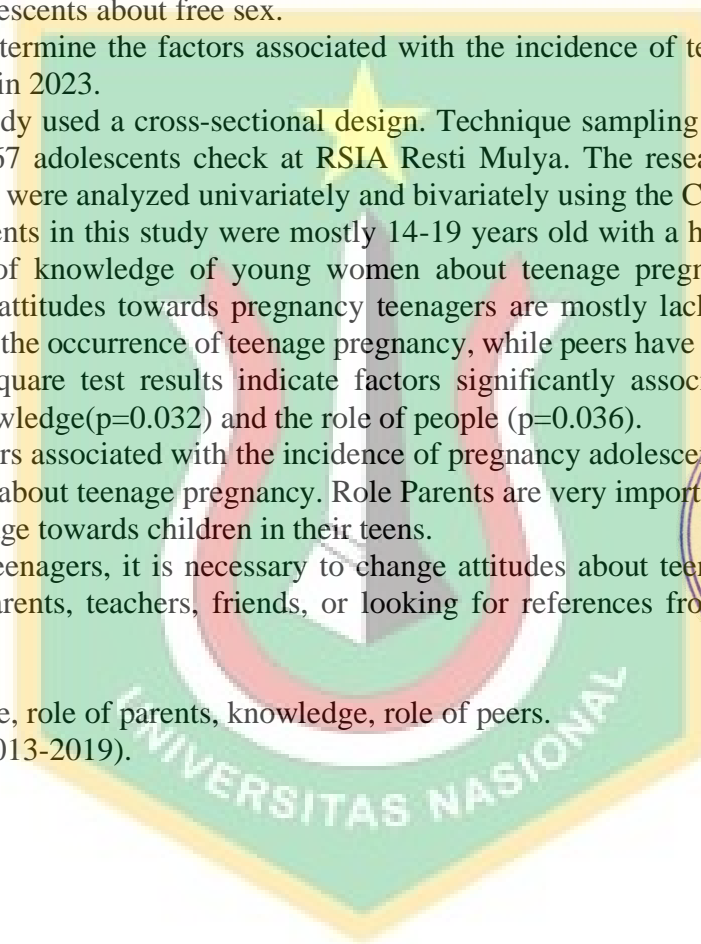 escents about free sex.
termine the factors associated with the incidence of te
in 2023.
dy used a cross-sectional design. Technique sampling
67 adolescents check at RSIA Resti Mulya. The resea
were analyzed univariately and bivariately using the C
ents in this study were mostly 14-19 years old with a h
of knowledge of young women about teenage pregn
attitudes towards pregnancy teenagers are mostly lack
the occurrence of teenage pregnancy, while peers have
quare test results indicate factors significantly assoc
wledge(p=0.032) and the role of people (p=0.036).
rs associated with the incidence of pregnancy adolesce
about teenage pregnancy. Role Parents are very import
ge towards children in their teens.
eenagers, it is necessary to change attitudes about teen
arents, teachers, friends, or looking for references fro
e, role of parents, knowledge, role of peers.
013-2019).
UNIVERSITAS NASIONAL